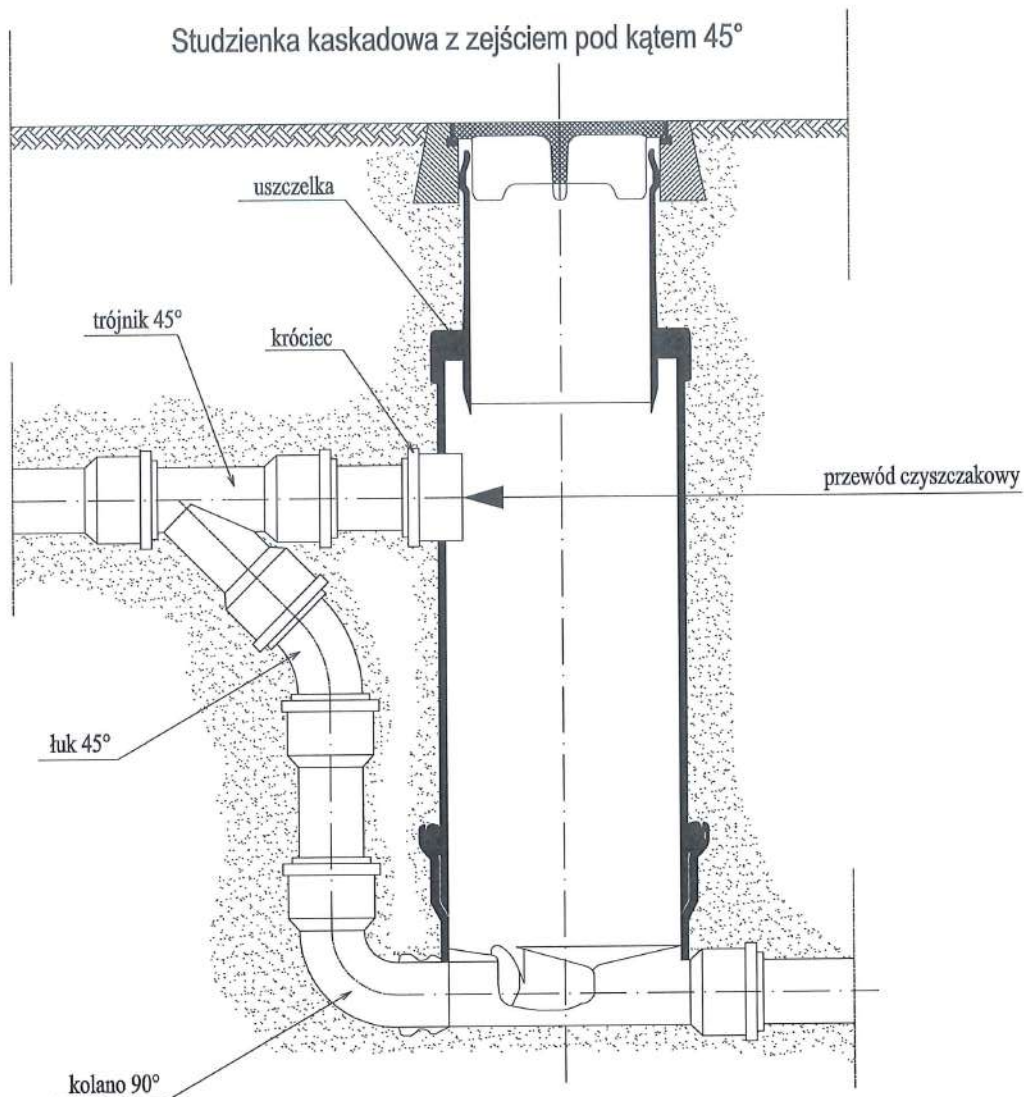 Studzienka kaskadowa z zejściem pod kątem 45°
uszczelka
trójnik 45°
króciec
przewód czyszczakowy
łuk 45°
kolano 90°